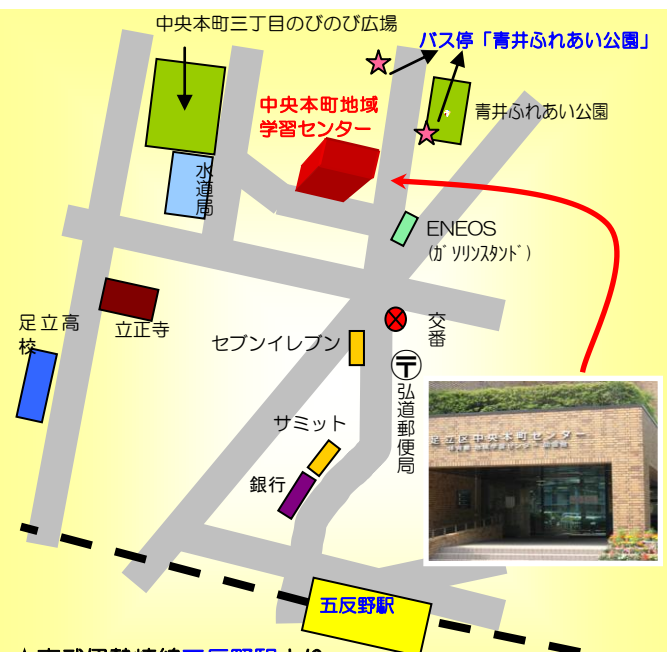 中央本町三丁目のびのび広場
バス停「青井ふれあい公園」
中央本町地域
学習センター
青井ふれあい公園
水道局
ENEOS
(ｶﾞｿﾘﾝｽﾀﾝﾄﾞ)
足立高
校
立正寺
交番
セブンイレブン
〒
弘道郵便局
サミット
銀行
足立区中央本町センター
五反野駅